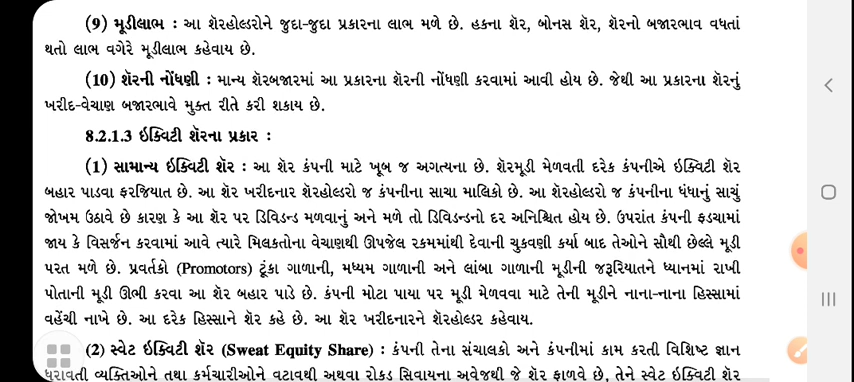 (9) મૂડીલાભ : આ શૅરહોલ્ડરોને જુદા-જુદા પ્રકારના લાભ મળે છે. હકના શૅર, બોનસ શૅર, શૅરનો બજારભાવ વધતાં
થતો લાભ વગેરે મૂડીલાભ કહેવાય છે.
(10) શૅરની નોંધણી : માન્ય શૅરબજારમાં આ પ્રકારના શૅરની નોંધણી કરવામાં આવી હોય છે. જેથી આ પ્રકારના શૅરનું
ખરીદ-વેચાણ બજારભાવે મુક્ત રીતે કરી શકાય છે.
8.2.1.3 ઇક્વિટી શૅરના પ્રકાર :
(1) સામાન્ય ઇક્વિટી શૅર : આ શૅર કંપની માટે ખૂબ જ અગત્યના છે. શૅરમૂડી મેળવતી દરેક કંપનીએ ઇક્વિટી શૅર
બહાર પાડવા ફરજિયાત છે. આ શૅર ખરીદનાર શૅરહોલ્ડરો જ કંપનીના સાચા માલિકો છે. આ શૅરહોલ્ડરો જ કંપનીના ધંધાનું સાચું
જોખમ ઉઠાવે છે કારણ કે આ શૅર પર ડિવિડન્ડ મળવાનું અને મળે તો ડિવિડન્ડનો દર અનિશ્ચિત હોય છે. ઉપરાંત કંપની ફડચામાં
જાય કે વિસર્જન કરવામાં આવે ત્યારે મિલકતોના વેચાણથી ઊપજેલ રકમમાંથી દેવાની ચુકવણી કર્યા બાદ તેઓને સૌથી છેલ્લે મૂડી
પરત મળે છે. પ્રવર્તકો (Promotors) ટૂંકા ગાળાની, મધ્યમ ગાળાની અને લાંબા ગાળાની મૂડીની જરૂરિયાતને ધ્યાનમાં રાખી
પોતાની મૂડી ઊભી કરવા આ શૅર બહાર પાડે છે. કંપની મોટા પાયા પર મૂડી મેળવવા માટે તેની મૂડીને નાના-નાના હિસ્સામાં
વહેંચી નાખે છે. આ દરેક હિસ્સાને શૅર કહે છે. આ શૅર ખરીદનારને શૅરહોલ્ડર કહેવાય.
(2) સ્વેટ ઇક્વિટી શૅર (Sweat Equity Share) : કંપની તેના સંચાલકો અને કંપનીમાં કામ કરતી વિશિષ્ટ જ્ઞાન
ધરાવતી વ્યક્તિઓને તથા કર્મચારીઓને વટાવથી અથવા રોકડ સિવાયના અવેજથી જે શૅર ફાળવે છે, તેને સ્વેટ ઇક્વિટી શૅર